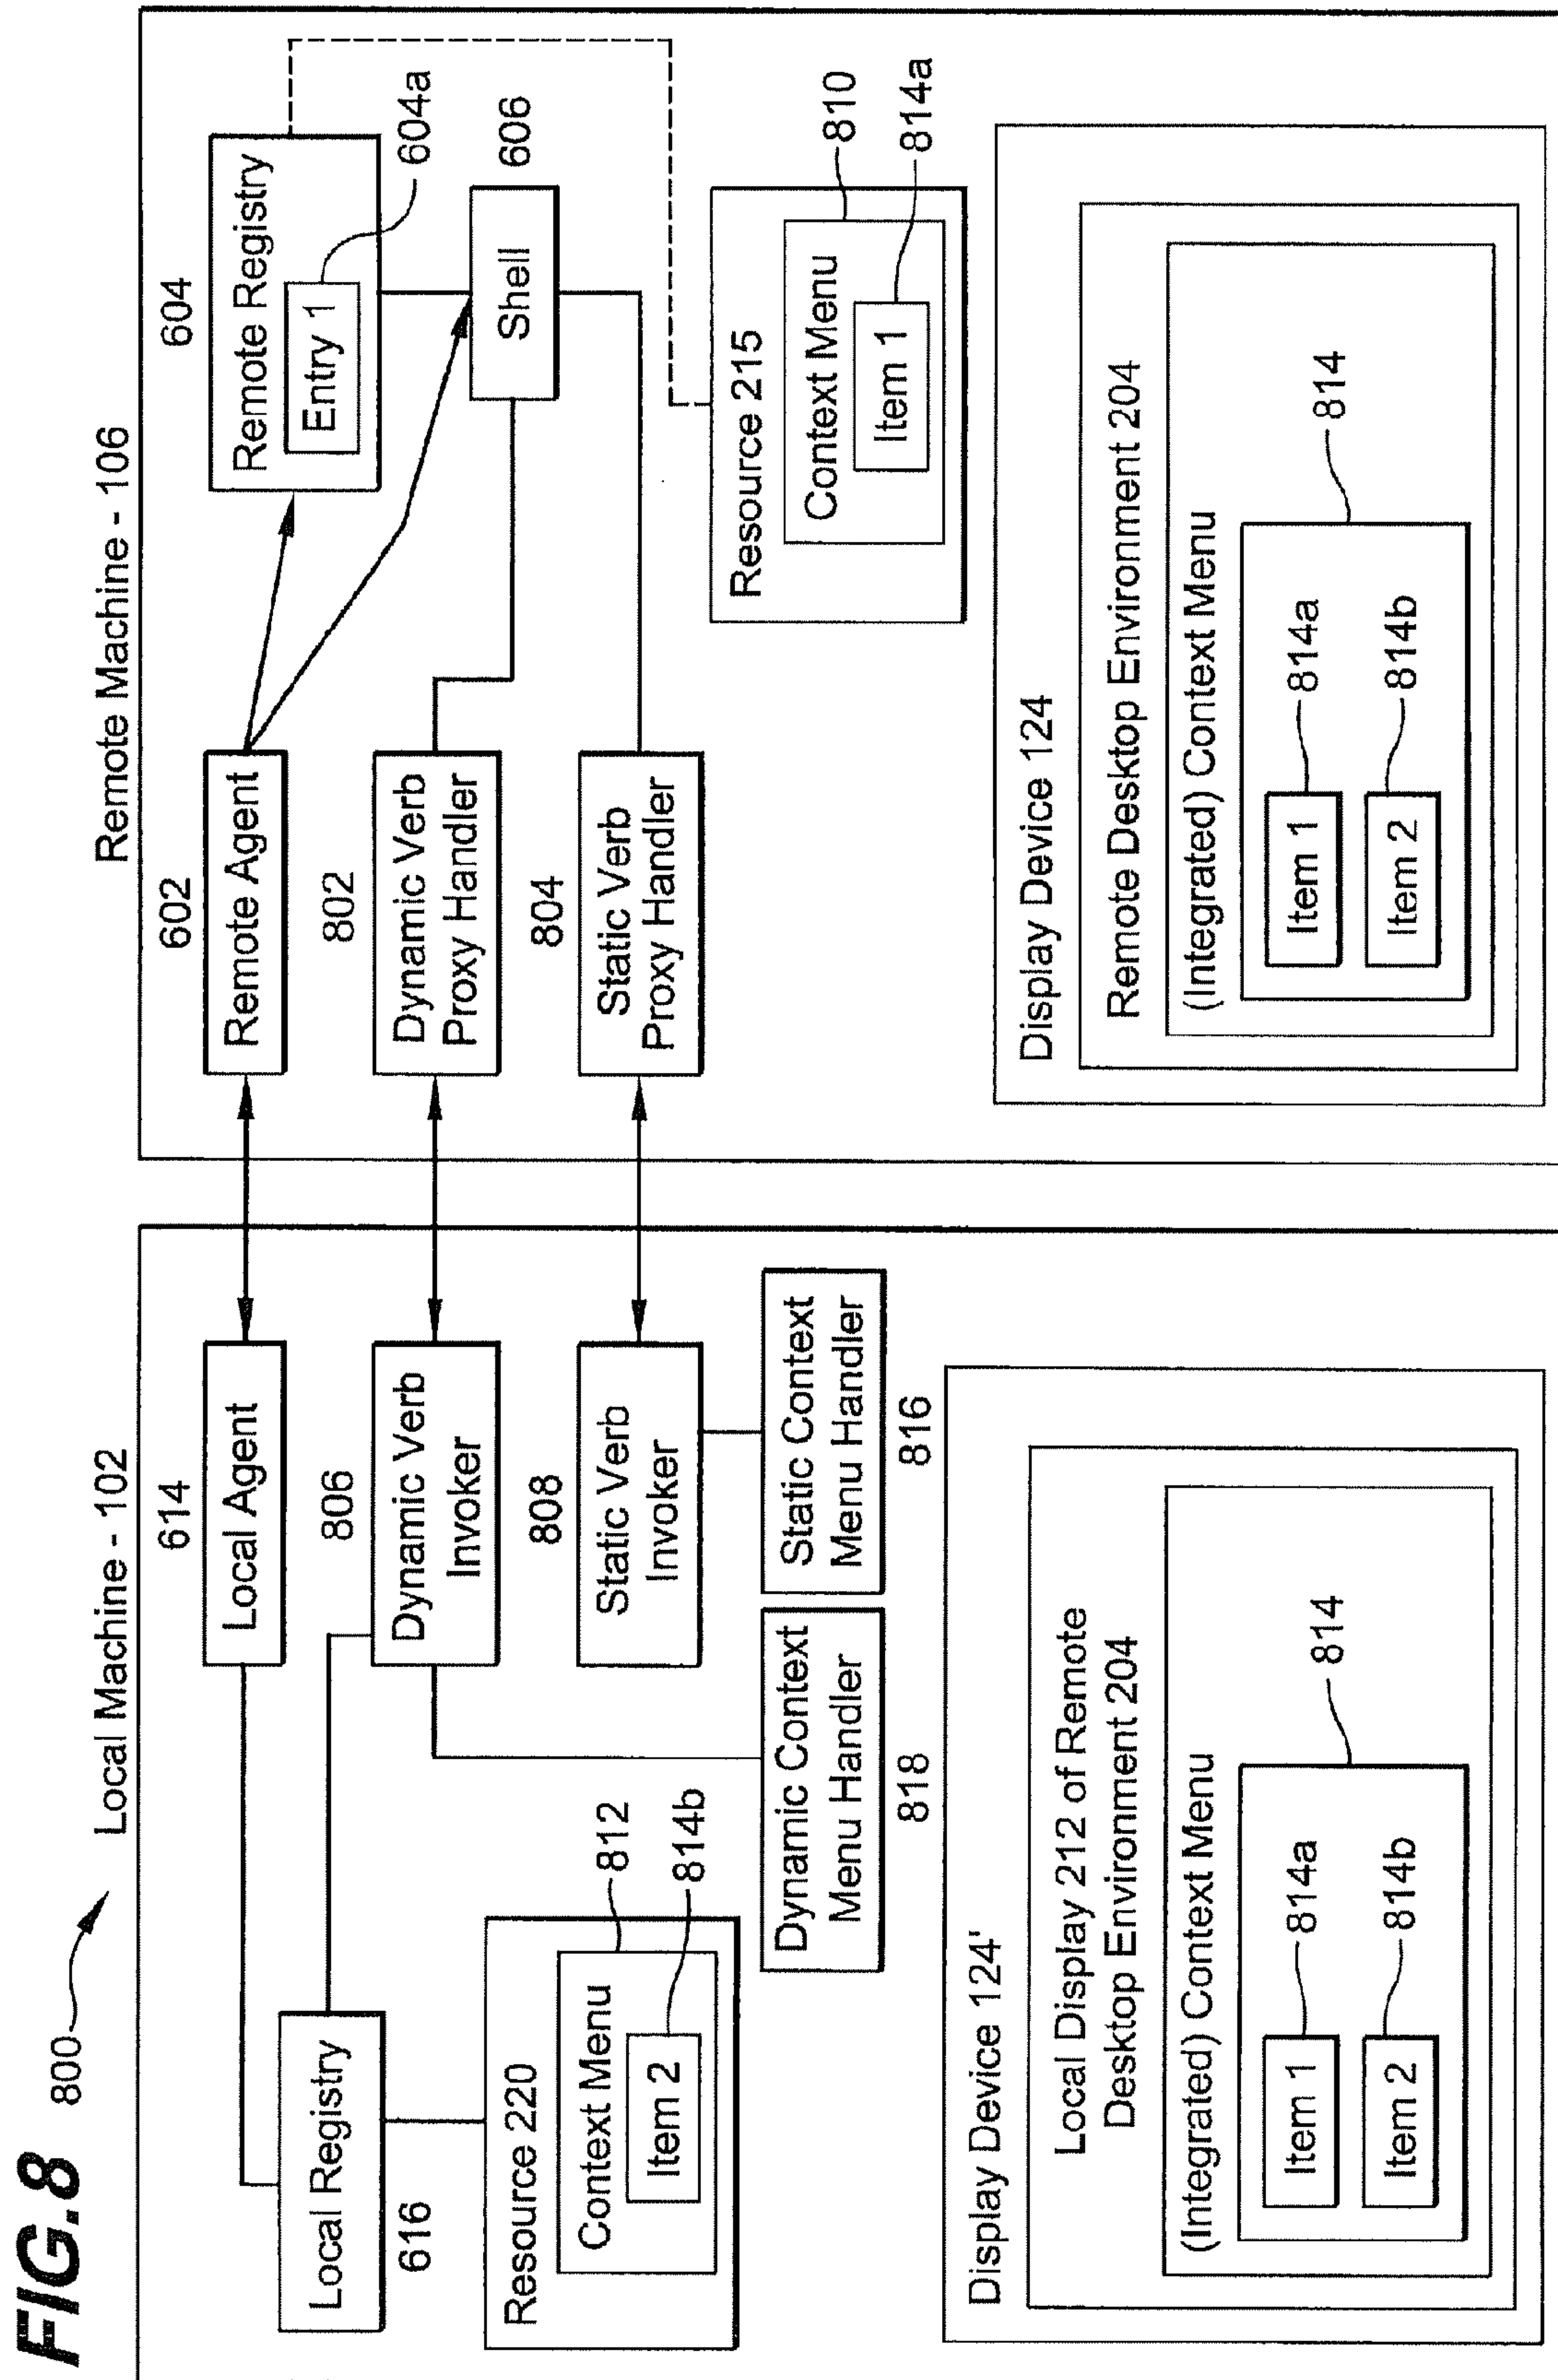 FIG.8
800
Local Machine - 102
614
Local Agent
Local Registry
616
806
Dynamic Verb
Invoker
808
Static Verb
Invoker
Resource 220
Context Menu
Item 2
812
814b
Dynamic Context
Menu Handler
818
Static Context
Menu Handler
816
Display Device 124'
Local Display 212 of Remote
Desktop Environment 204
(Integrated) Context Menu
814
Item 1
814a
Item 2
814b
Remote Machine - 106
602
Remote Agent
604
Remote Registry
Entry 1
604a
802
Dynamic Verb
Proxy Handler
Shell
606
804
Static Verb
Proxy Handler
Resource 215
Context Menu
Item 1
810
814a
Display Device 124
Remote Desktop Environment 204
(Integrated) Context Menu
814
Item 1
814a
Item 2
814b